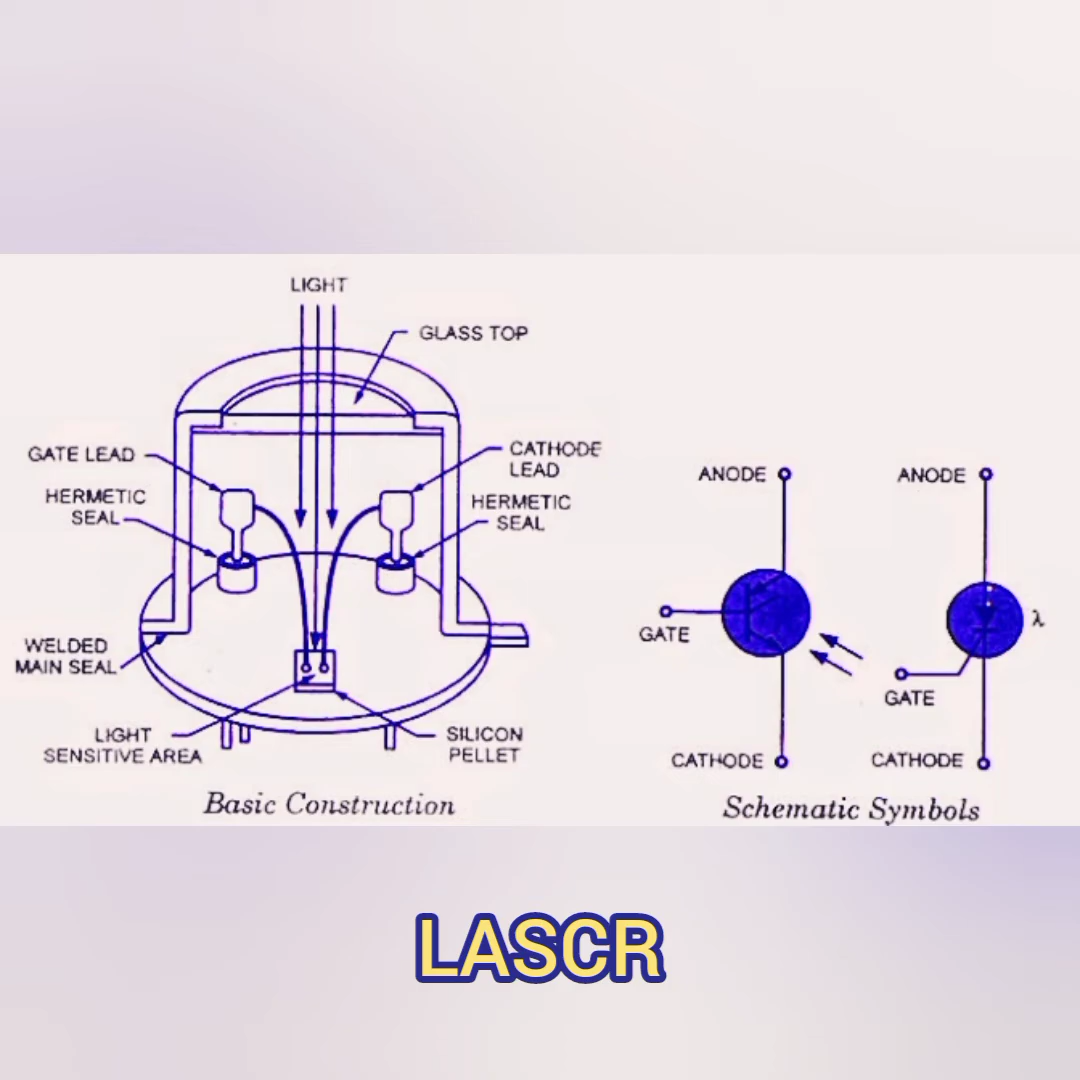 LIGHT
GLASS TOP
GATE LEAD
CATHODE
LEAD
HERMETIC
SEAL
HERMETIC
SEAL
WELDED
MAIN SEAL
LIGHT
SENSITIVE AREA
SILICON
PELLET
Basic Construction
ANODE
GATE
CATHODE
ANODE
λ
GATE
CATHODE
Schematic Symbols
LASCR